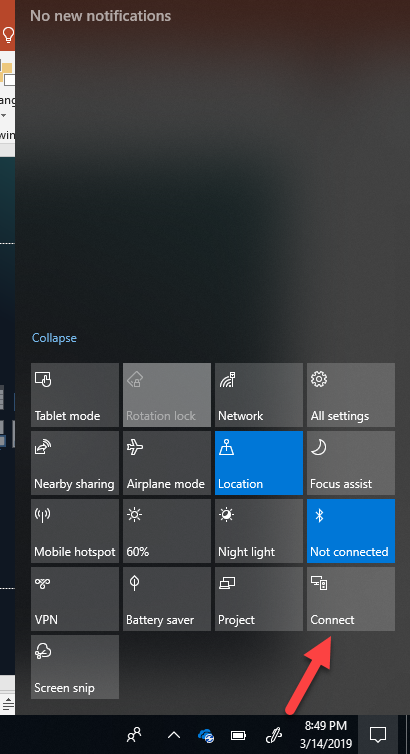 No new notifications
ang
win
Collapse
Tablet mode
Rotation lock
Network
All settings
Nearby sharing
Airplane mode
Location
Focus assist
Mobile hotspot
60%
Night light
Not connected
VPN
Battery saver
Project
Connect
Screen snip
8:49 PM
3/14/2019